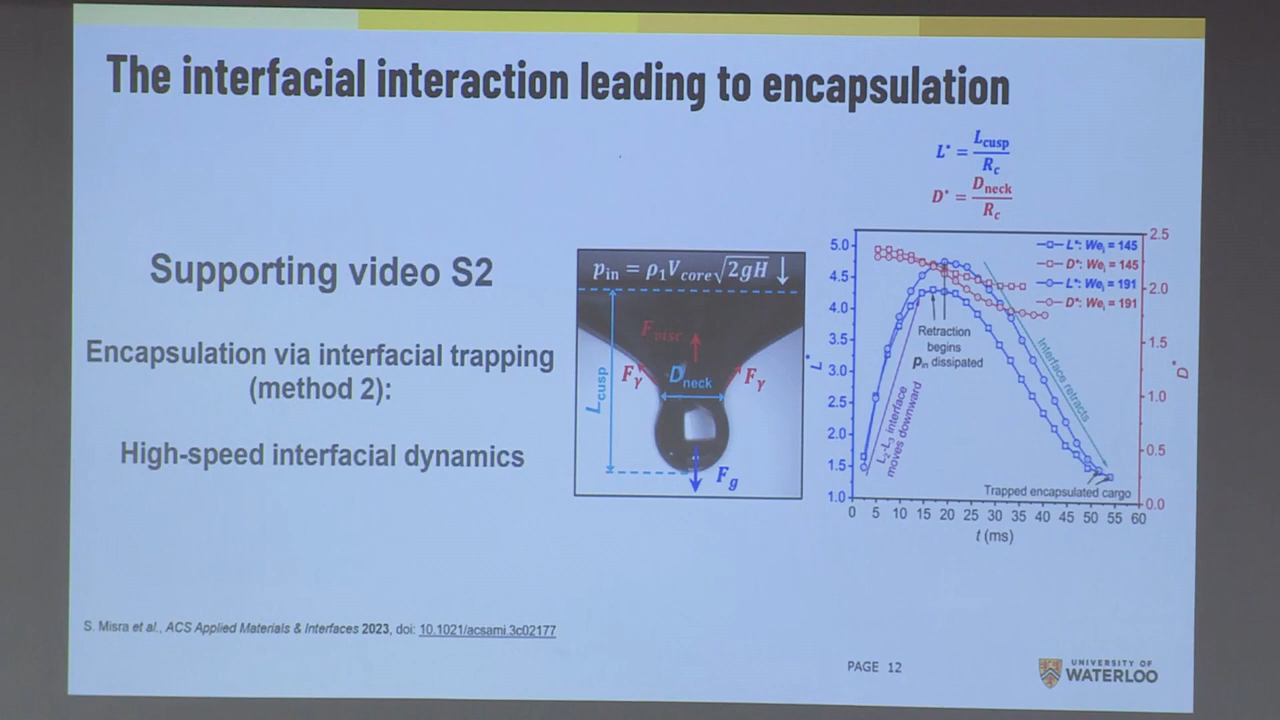 The interfacial interaction leading to encapsulation
L* = Lcusp / Rc
D* = Dneck / Rc
Supporting video S2
Encapsulation via interfacial trapping
(method 2):
High-speed interfacial dynamics
pin = ρ1Vcore√2gH ↓
Fvisc
Fγ
Dneck
Fγ
Lcusp
Fg
L*: Wei = 145
D*: Wei = 145
L*: Wei = 191
D*: Wei = 191
Retraction
begins
pin dissipated
Interface retracts
L2-L3 interface
moves downward
Trapped encapsulated cargo
L*
5.0
4.5
4.0
3.5
3.0
2.5
2.0
1.5
1.0
D*
2.5
2.0
1.5
1.0
0.5
0.0
0 5 10 15 20 25 30 35 40 45 50 55 60
t (ms)
S. Misra et al., ACS Applied Materials & Interfaces 2023, doi: 10.1021/acsami.3c02177
PAGE 12
UNIVERSITY OF
WATERLOO